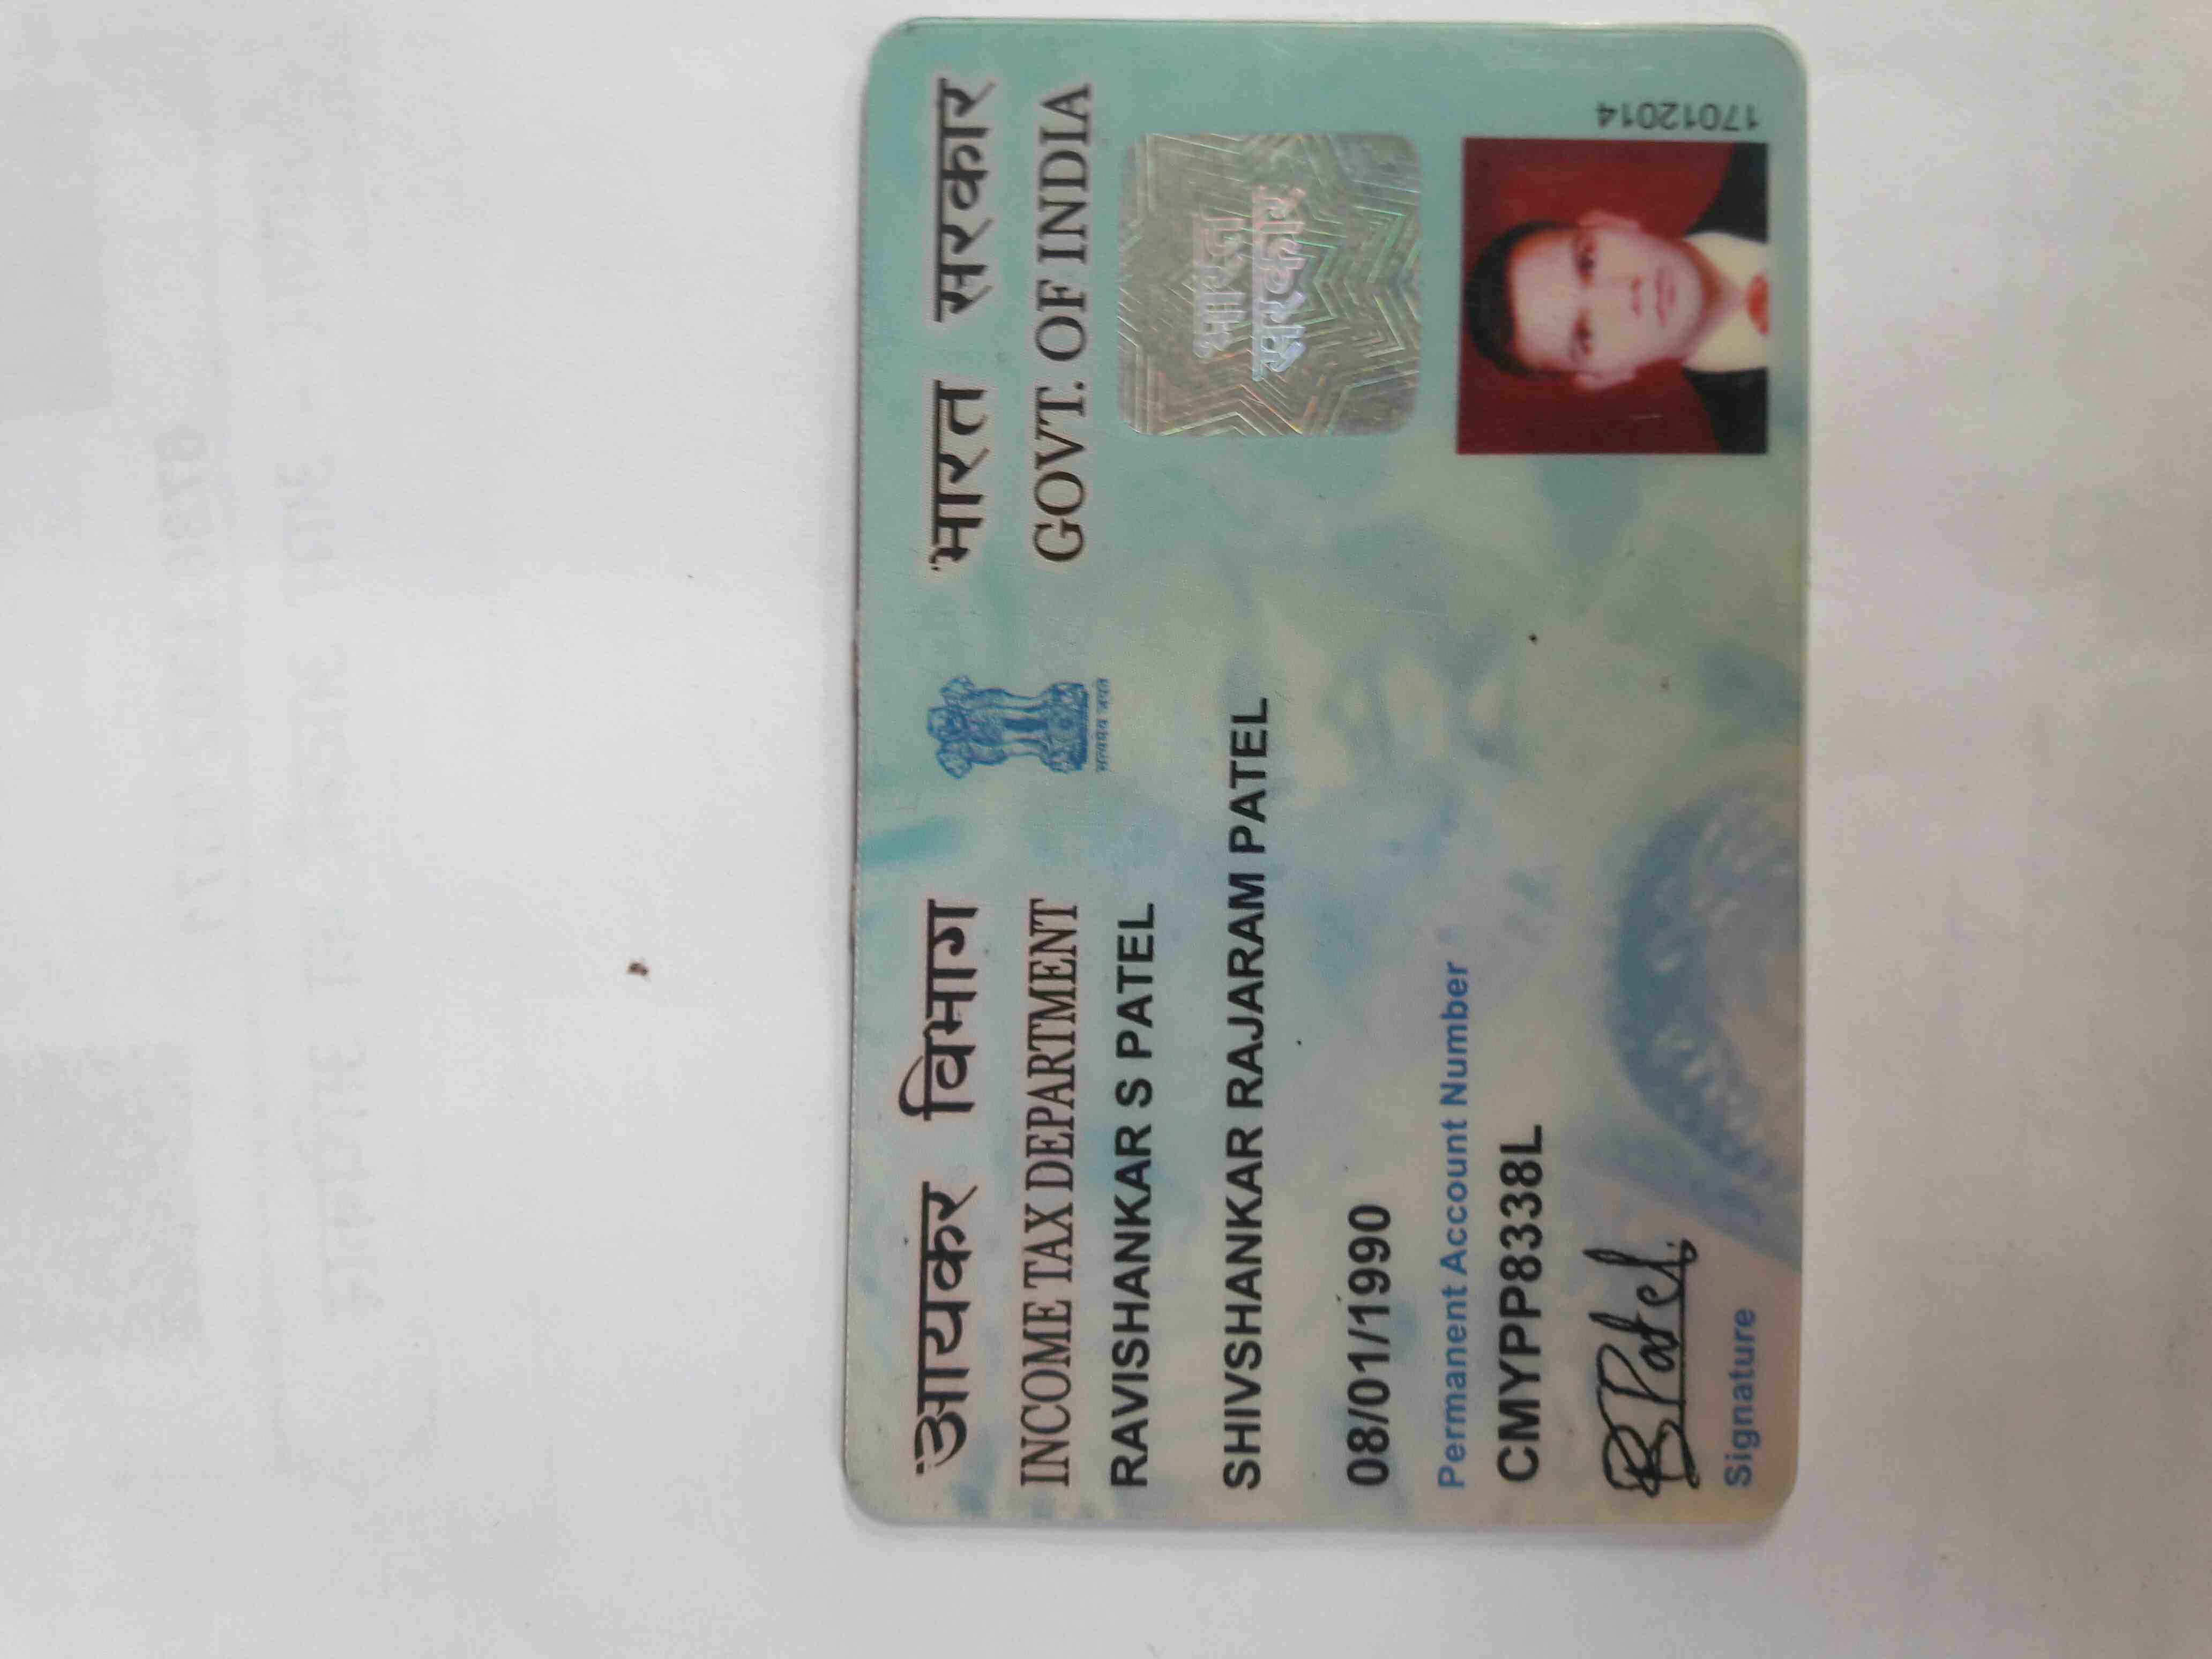 आयकर विभाग
INCOME TAX DEPARTMENT
सत्यमेव जयते
भारत सरकार
GOVT. OF INDIA
RAVISHANKAR S PATEL
SHIVSHANKAR RAJARAM PATEL
08/01/1990
Permanent Account Number
CMYPP8338L
Signature
भारत
सरकार
17012014